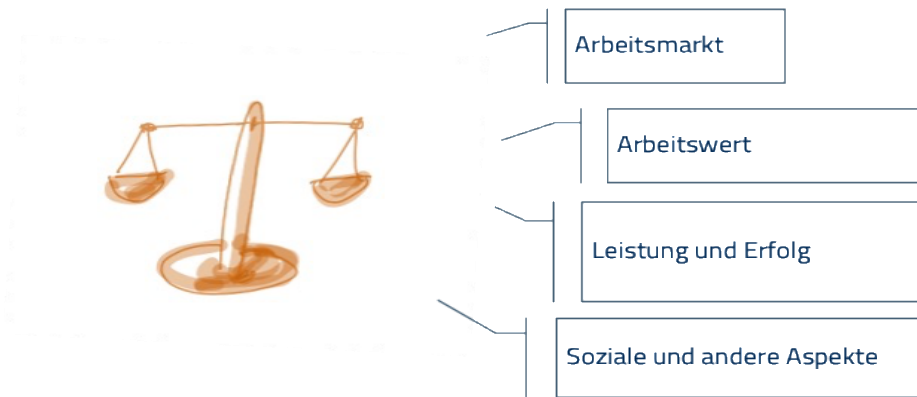 Arbeitsmarkt
Arbeitswert
Leistung und Erfolg
Soziale und andere Aspekte